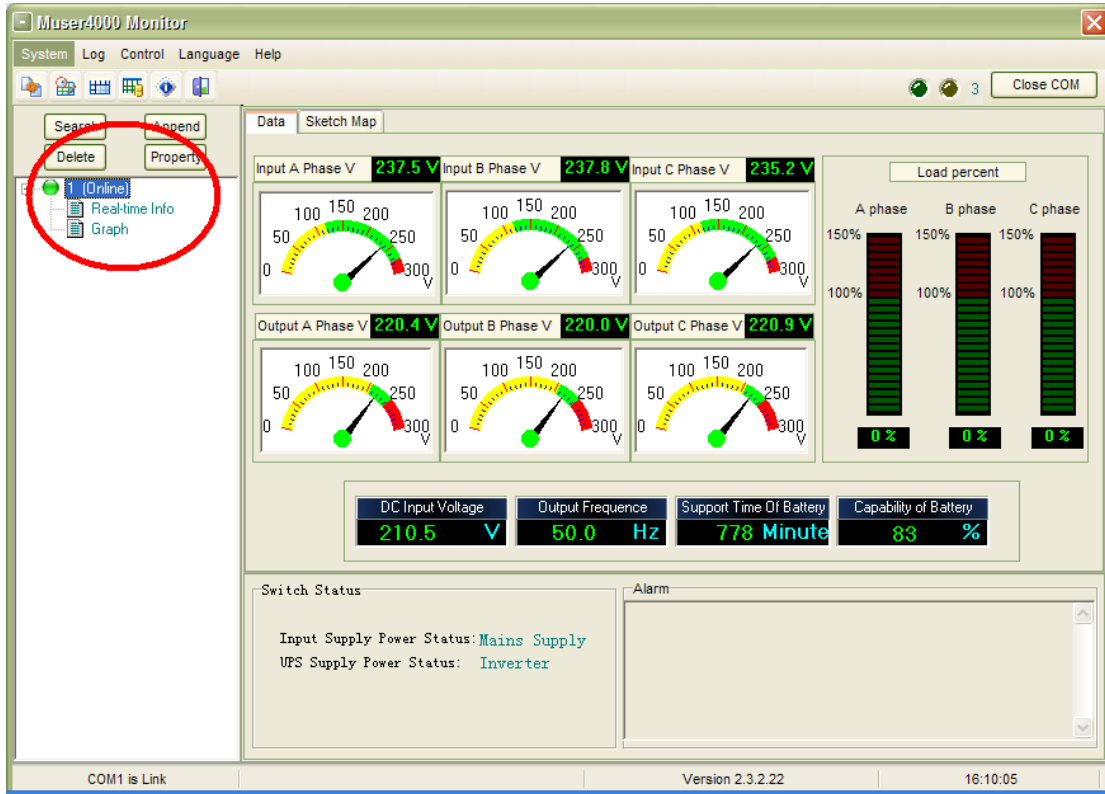 Muser4000 Monitor
System Log Control Language Help
3 Close COM
Search Append
Delete Property
1 (Online)
Real-time Info
Graph
Data Sketch Map
Input A Phase V 237.5 V Input B Phase V 237.8 V Input C Phase V 235.2 V
0 50 100 150 200 250 300 V
0 50 100 150 200 250 300 V
0 50 100 150 200 250 300 V
Output A Phase V 220.4 V Output B Phase V 220.0 V Output C Phase V 220.9 V
0 50 100 150 200 250 300 V
0 50 100 150 200 250 300 V
0 50 100 150 200 250 300 V
Load percent
A phase B phase C phase
150% 150% 150%
100% 100% 100%
0 % 0 % 0 %
DC Input Voltage Output Frequence Support Time Of Battery Capability of Battery
210.5 V 50.0 Hz 778 Minute 83 %
Switch Status
Input Supply Power Status: Mains Supply
UPS Supply Power Status: Inverter
Alarm
COM1 is Link Version 2.3.2.22 16:10:05